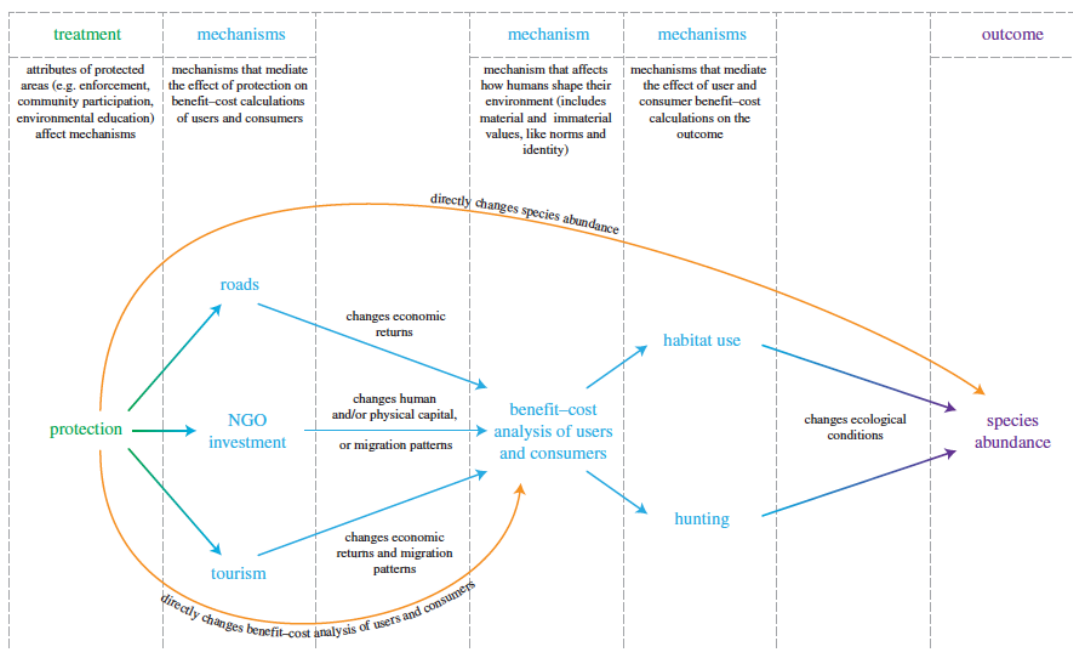 treatment
mechanisms
mechanism
mechanisms
outcome
attributes of protected
areas (e.g. enforcement,
community participation,
environmental education)
affect mechanisms
mechanisms that mediate
the effect of protection on
benefit–cost calculations
of users and consumers
mechanism that affects
how humans shape their
environment (includes
material and immaterial
values, like norms and
identity)
mechanisms that mediate
the effect of user and
consumer benefit–cost
calculations on the
outcome
directly changes species abundance
roads
changes economic
returns
habitat use
protection
NGO
investment
changes human
and/or physical capital,
or migration patterns
benefit–cost
analysis of users
and consumers
changes ecological
conditions
species
abundance
hunting
changes economic
returns and migration
patterns
tourism
directly changes benefit–cost analysis of users and consumers